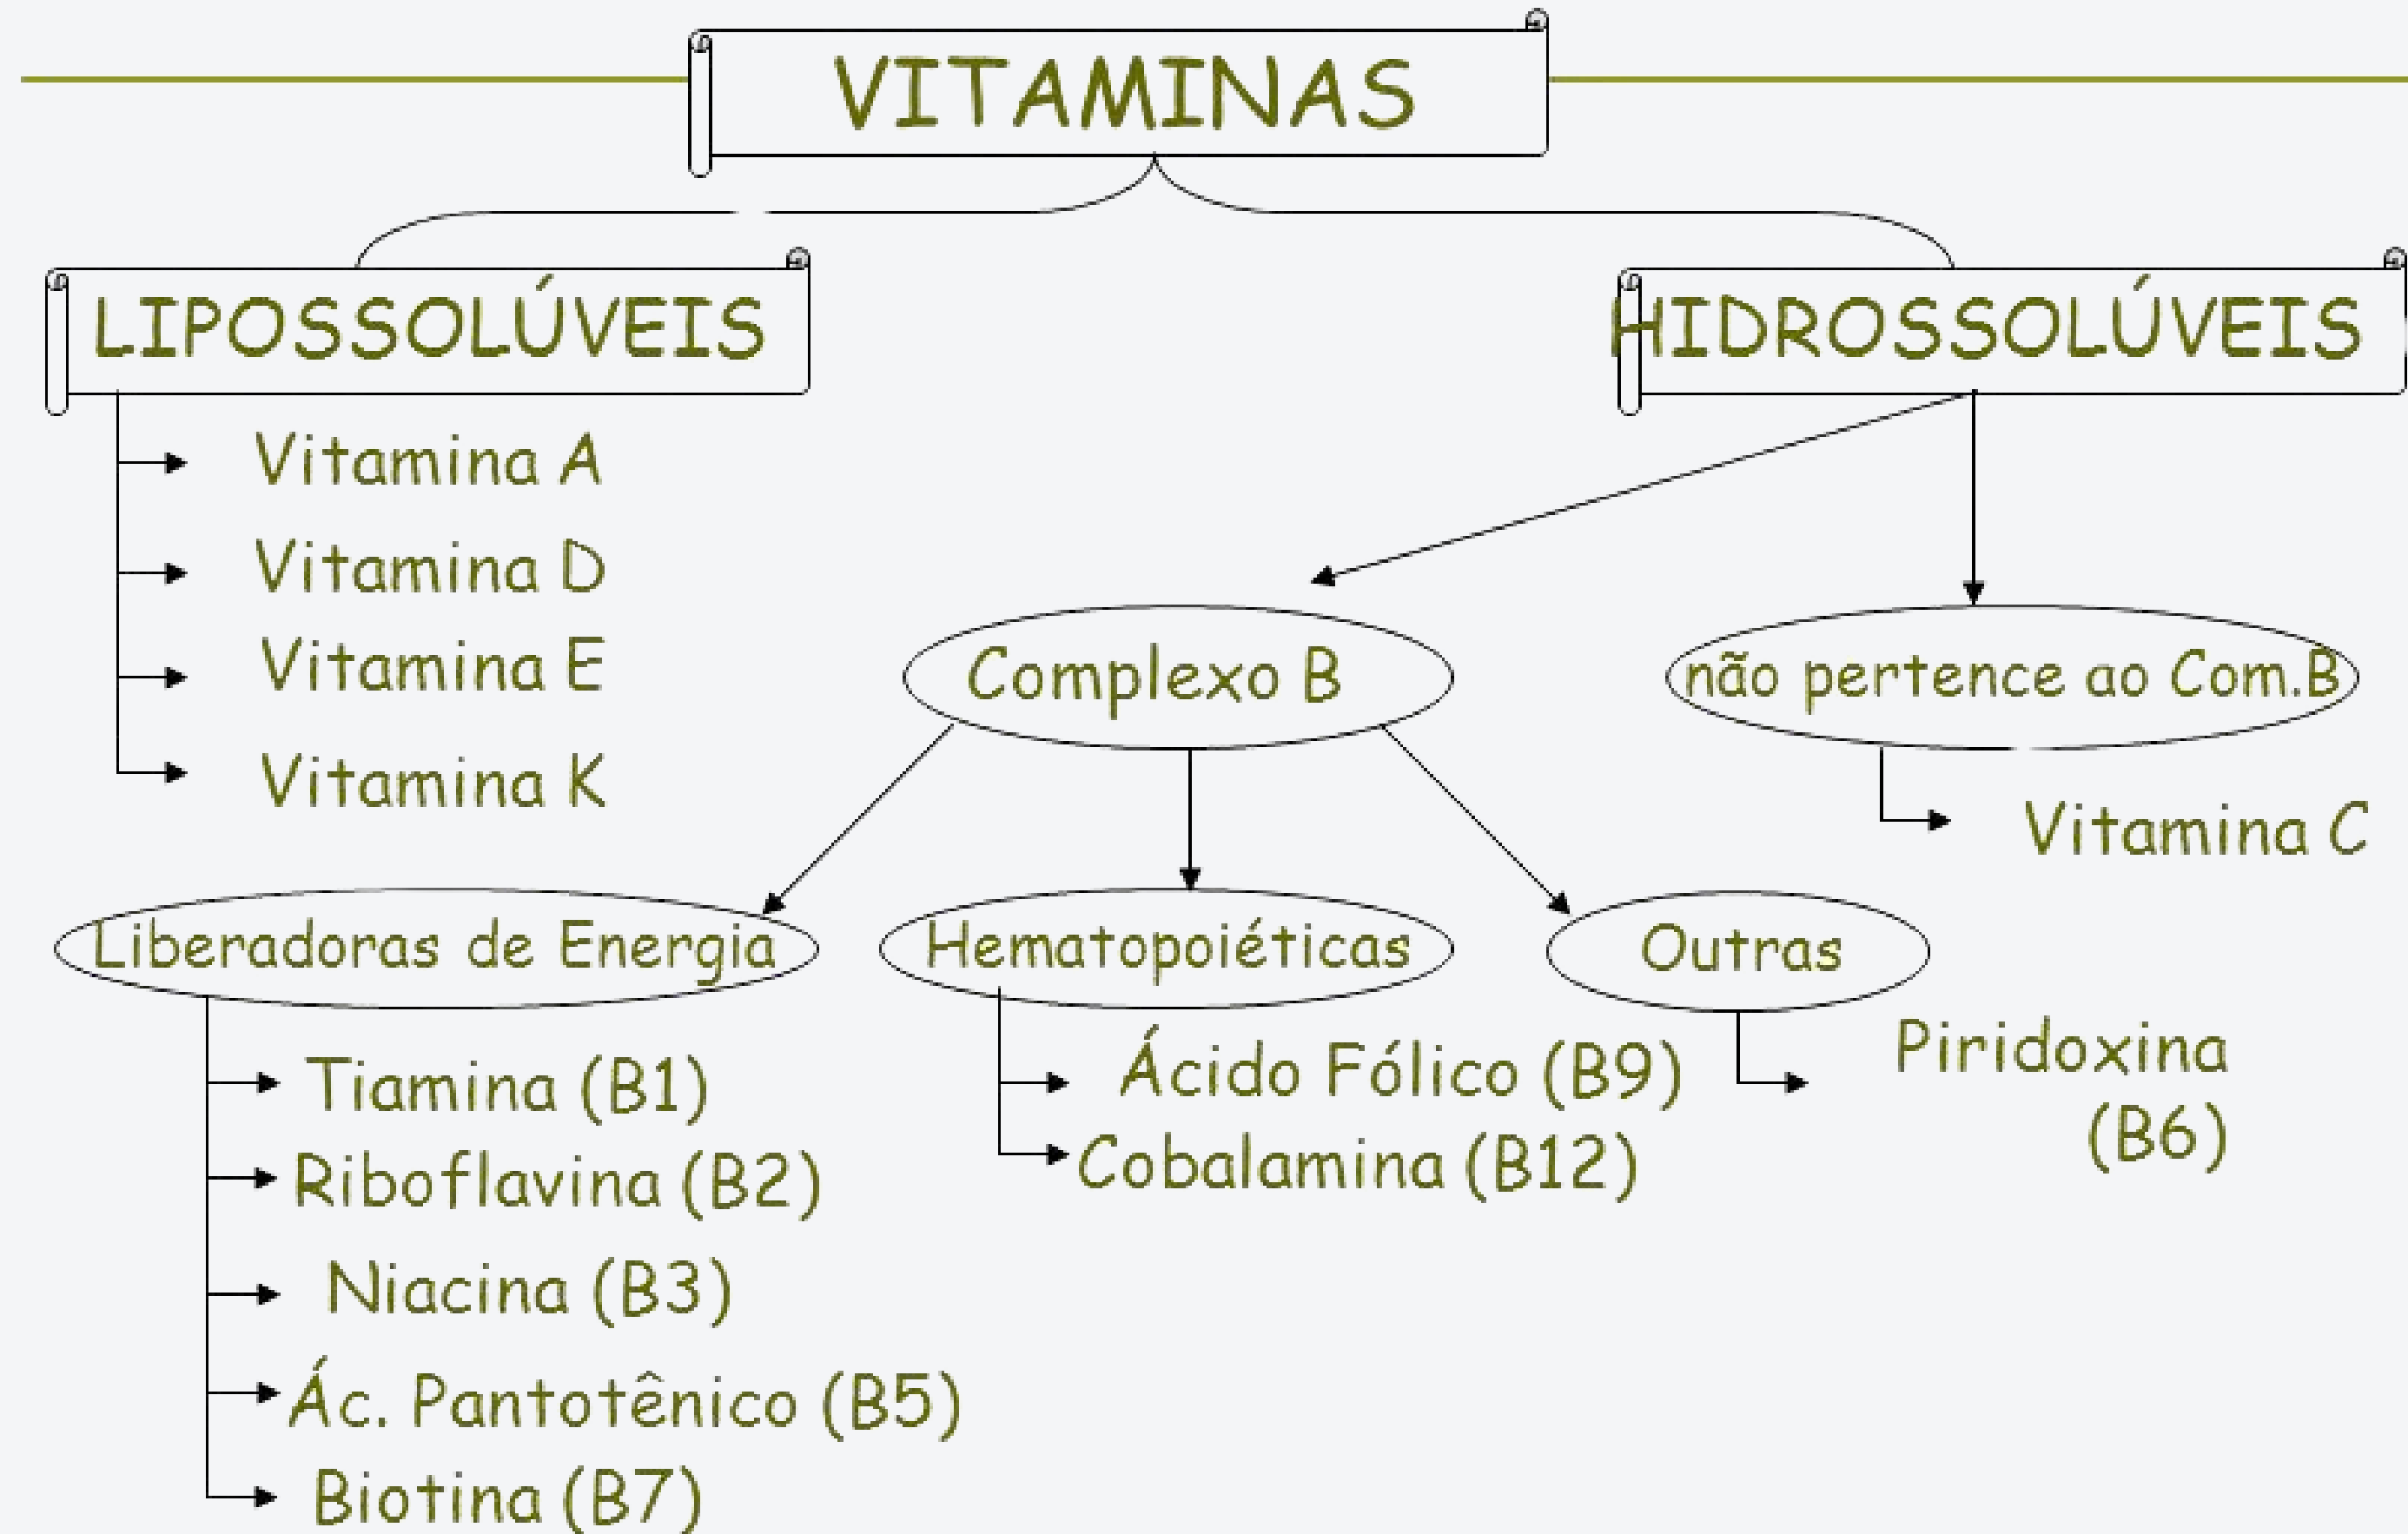 VITAMINAS
LIPOSSOLÚVEIS
HIDROSSOLÚVEIS
Vitamina A
Vitamina D
Vitamina E
Vitamina K
Complexo B
não pertence ao Com.B
Vitamina C
Liberadoras de Energia
Hematopoiéticas
Outras
Tiamina (B1)
Riboflavina (B2)
Niacina (B3)
Ác. Pantotênico (B5)
Biotina (B7)
Ácido Fólico (B9)
Cobalamina (B12)
Piridoxina
(B6)